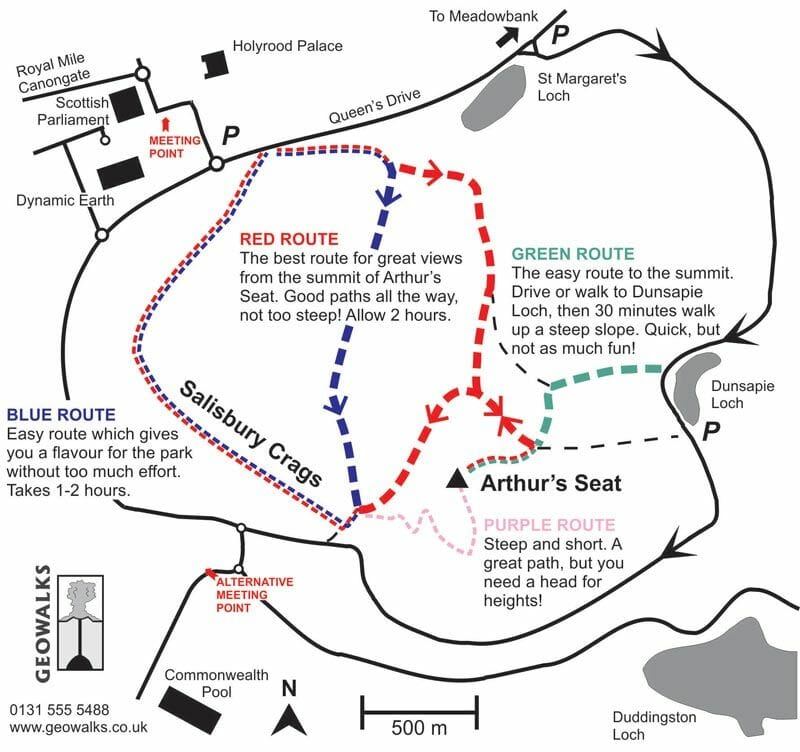 To Meadowbank
P
Holyrood Palace
Royal Mile
Canongate
St Margaret's
Loch
Scottish
Parliament
Queen's Drive
MEETING
POINT
P
Dynamic Earth
RED ROUTE
The best route for great views
from the summit of Arthur's
Seat. Good paths all the way,
not too steep! Allow 2 hours.
GREEN ROUTE
The easy route to the summit.
Drive or walk to Dunsapie
Loch, then 30 minutes walk
up a steep slope. Quick, but
not as much fun!
Dunsapie
Loch
P
Salisbury Crags
BLUE ROUTE
Easy route which gives
you a flavour for the park
without too much effort.
Takes 1-2 hours.
Arthur's Seat
PURPLE ROUTE
Steep and short. A
great path, but you
need a head for
heights!
ALTERNATIVE
MEETING
POINT
GEOWALKS
Commonwealth
Pool
N
500 m
Duddingston
Loch
0131 555 5488
www.geowalks.co.uk